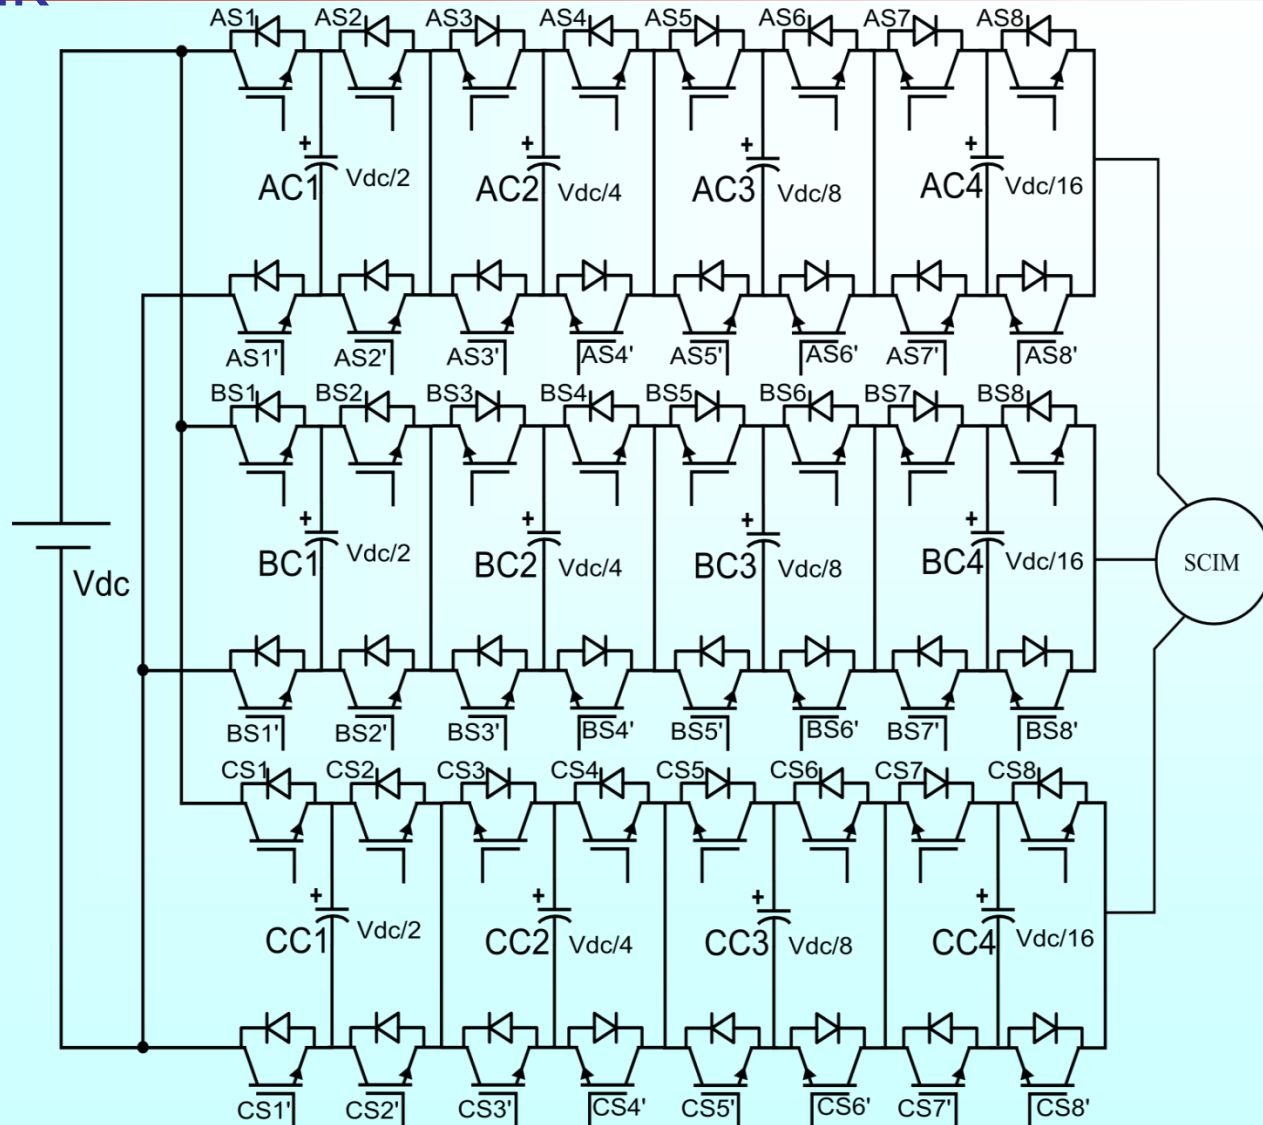 AS1 AS2 AS3 AS4 AS5 AS6 AS7 AS8
AC1 Vdc/2 AC2 Vdc/4 AC3 Vdc/8 AC4 Vdc/16
AS1' AS2' AS3' AS4' AS5' AS6' AS7' AS8'
BS1 BS2 BS3 BS4 BS5 BS6 BS7 BS8
+ + + +
BC1 Vdc/2 BC2 Vdc/4 BC3 Vdc/8 BC4 Vdc/16
Vdc
SCIM
BS1' BS2' BS3' BS4' BS5' BS6' BS7' BS8'
CS1 CS2 CS3 CS4 CS5 CS6 CS7 CS8
CC1 Vdc/2 CC2 Vdc/4 CC3 Vdc/8 CC4 Vdc/16
CS1' CS2' CS3' CS4' CS5' CS6' CS7' CS8'